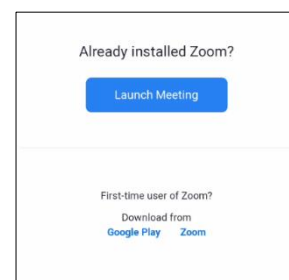 Already installed Zoom?
Launch Meeting
First-time user of Zoom?
Download from
Google Play Zoom